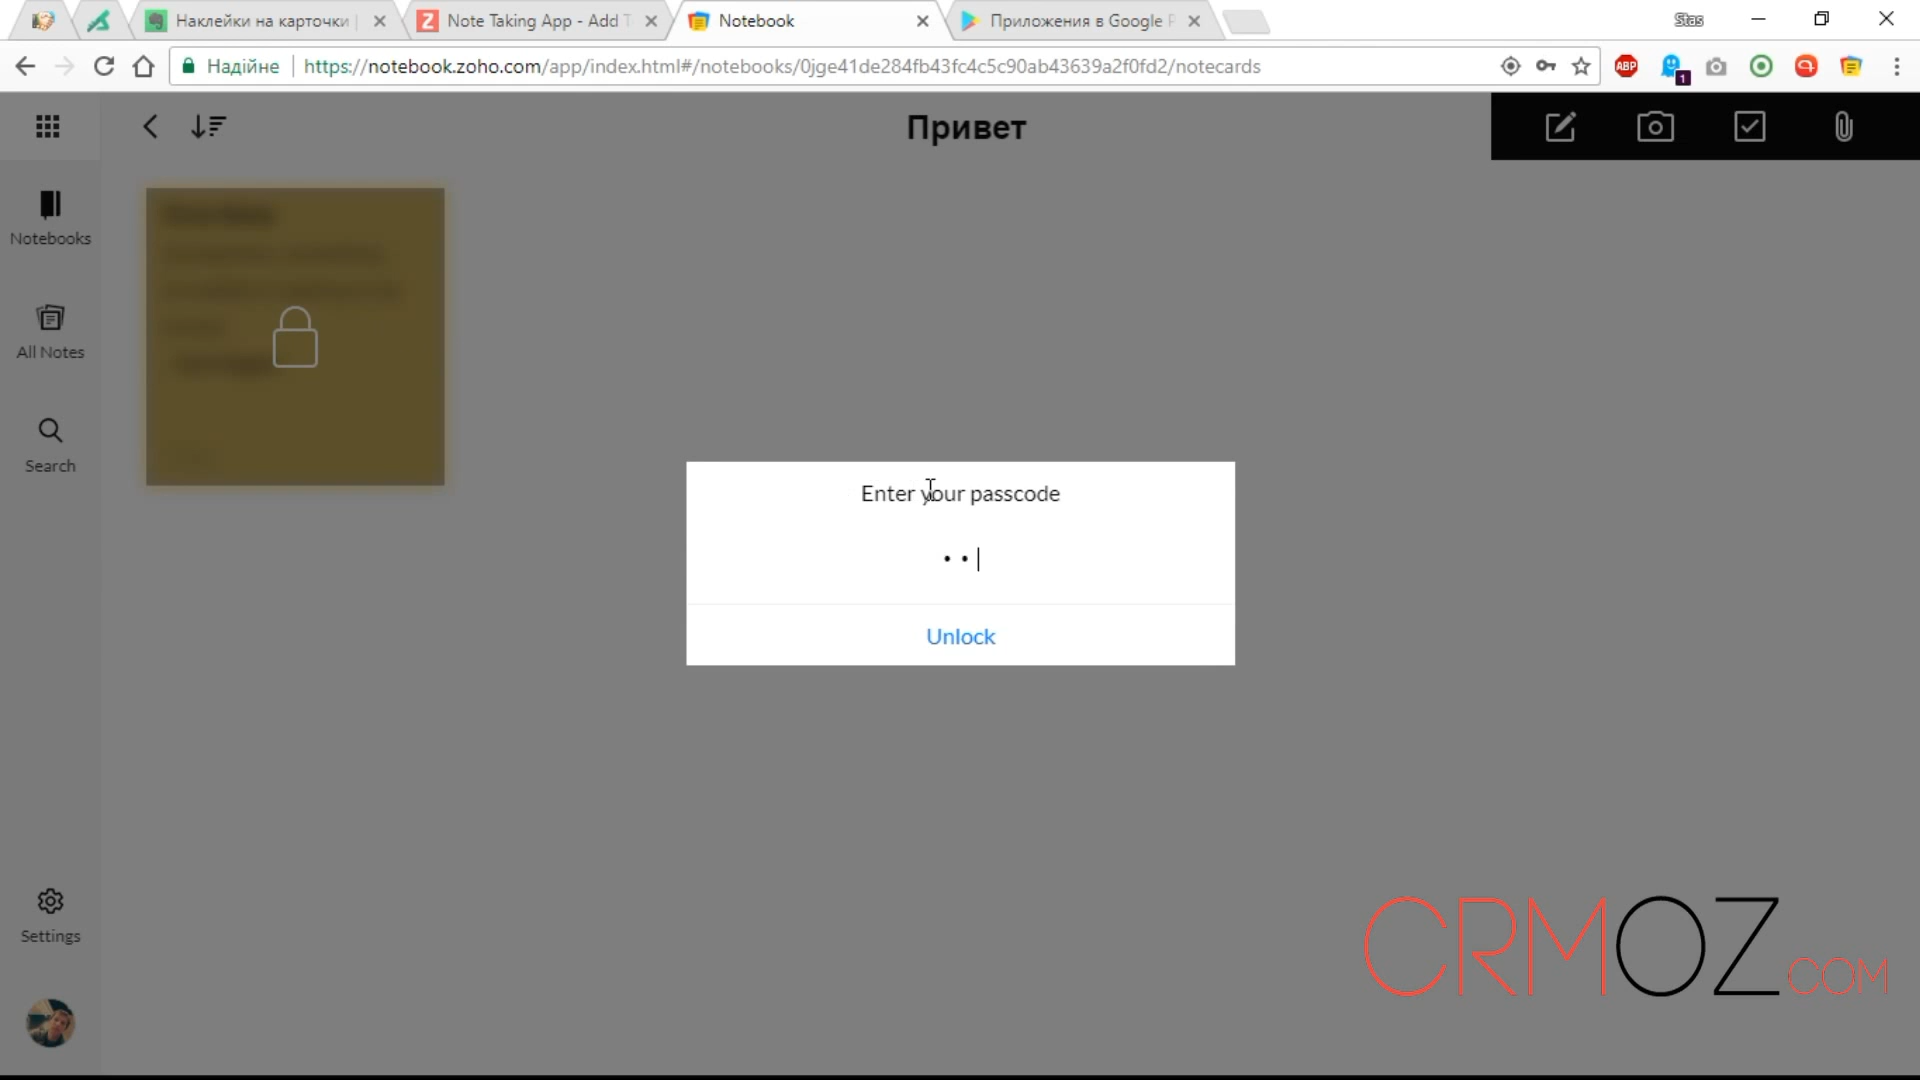 Наклейки на карточки
Note Taking App - Add T
Notebook
Приложения в Google P
Stas
Надійне
https://notebook.zoho.com/app/index.html#/notebooks/0jge41de284fb43fc4c5c90ab43639a2f0fd2/notecards
ABP
1
Привет
Notebooks
All Notes
Search
Enter your passcode
Unlock
Settings
CRMOZ.COM